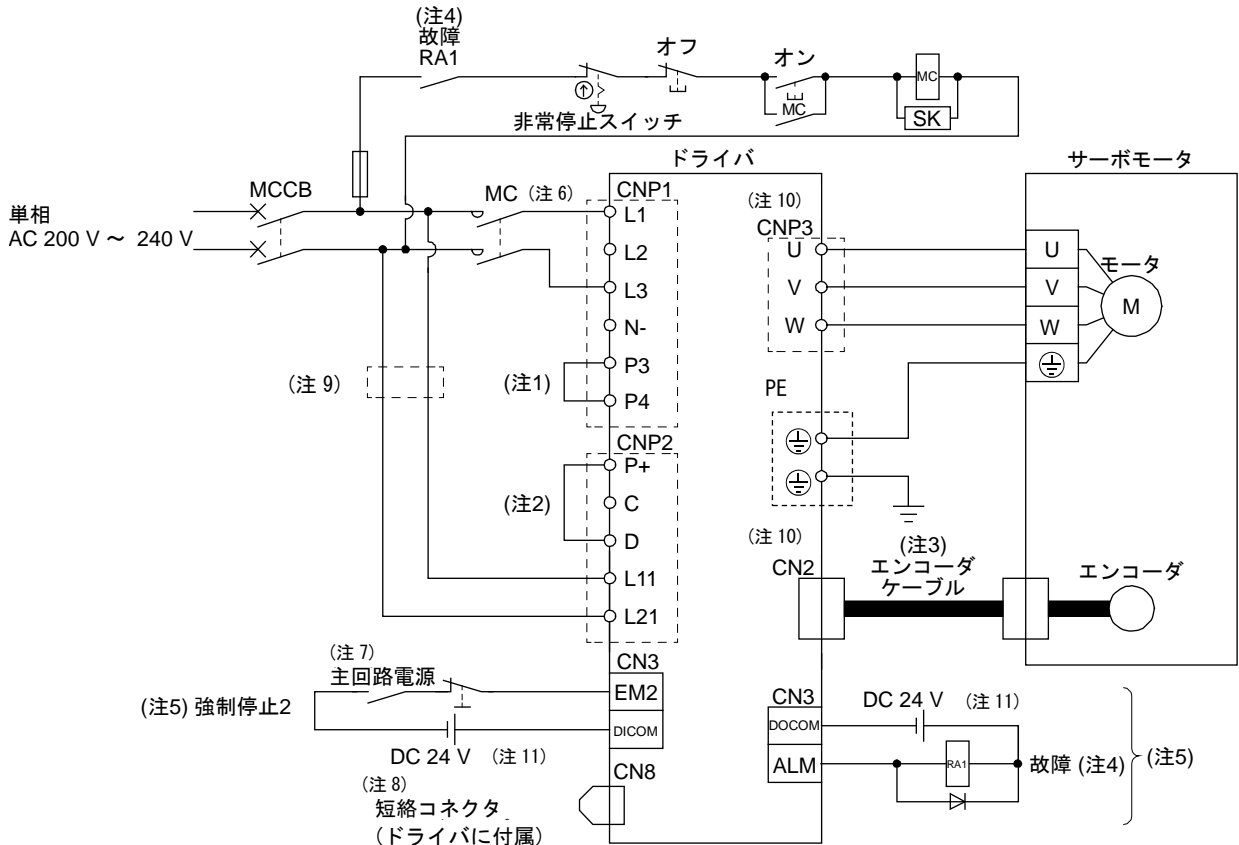 (注4)
故障
RA1
オフ
オン
MC
MC
SK
非常停止スイッチ
ドライバ
サーボモータ
単相
AC 200 V ～ 240 V
MCCB
MC (注 6)
CNP1
L1
L2
L3
N-
P3
P4
(注1)
(注 9)
(注 10)
CNP3
U
V
W
U
V
W
モータ
M
PE
CNP2
P+
C
D
L11
L21
(注2)
(注 10)
CN2
(注3)
エンコーダ
ケーブル
エンコーダ
(注 7)
主回路電源
(注5) 強制停止2
CN3
EM2
DICOM
DC 24 V (注 11)
CN3
DOCOM
ALM
DC 24 V (注 11)
RA1
故障 (注4)
(注5)
(注 8)
短絡コネクタ
(ドライバに付属)
CN8